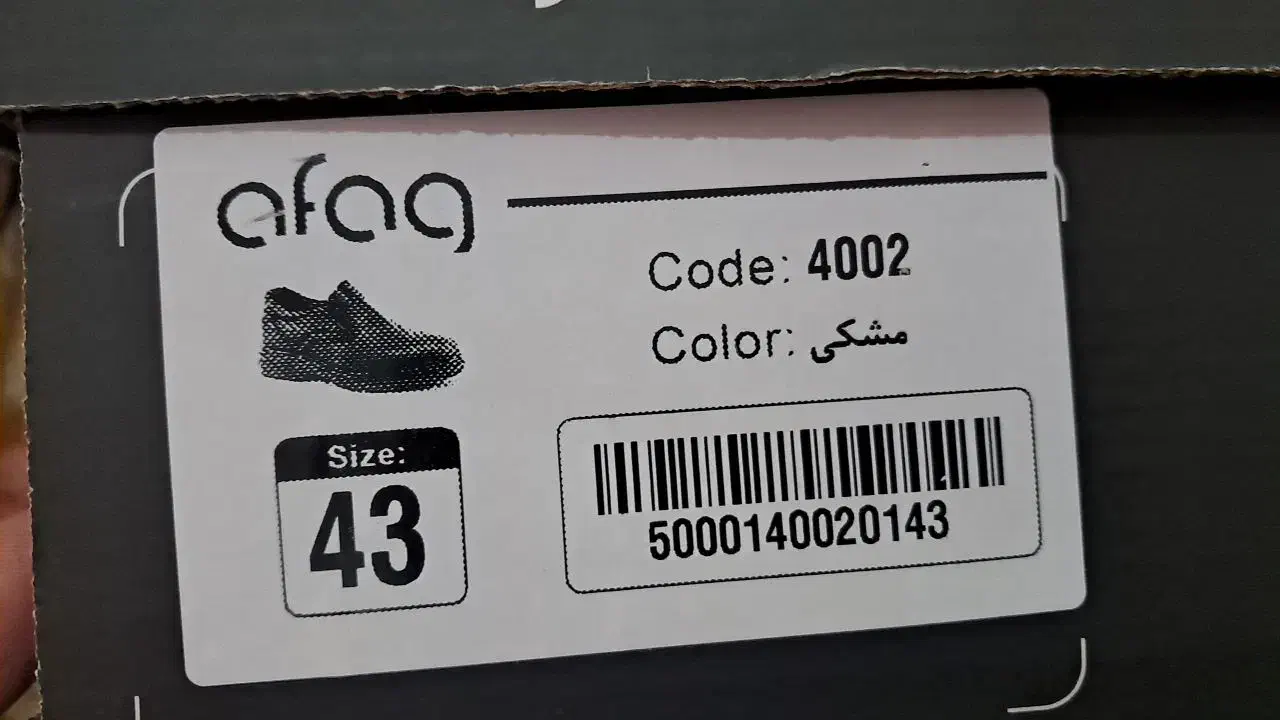 afaq
Code: 4002
Color: مشکی
Size:
43
5000140020143